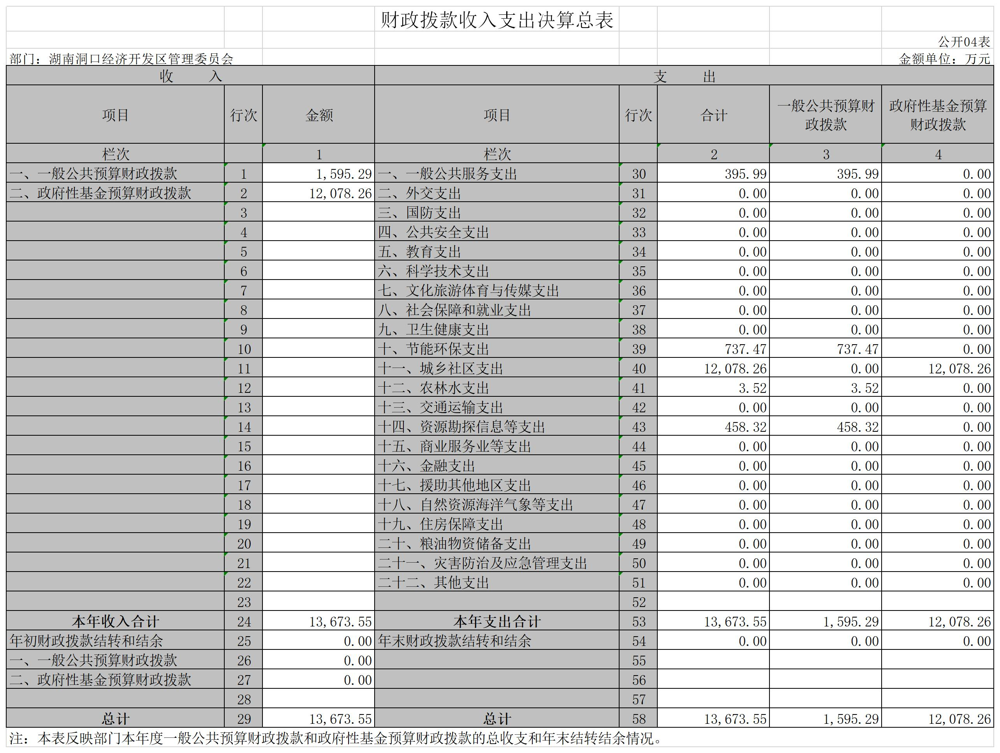 财政拨款收入支出决算总表
公开04表
部门：湖南洞口经济开发区管理委员会 金额单位：万元
收 入 支 出
项目 行次 金额 项目 行次 合计 一般公共预算财政拨款 政府性基金预算财政拨款
栏次 1 栏次 2 3 4
一、一般公共预算财政拨款 1 1,595.29 一、一般公共服务支出 30 395.99 395.99 0.00
二、政府性基金预算财政拨款 2 12,078.26 二、外交支出 31 0.00 0.00 0.00
3 三、国防支出 32 0.00 0.00 0.00
4 四、公共安全支出 33 0.00 0.00 0.00
5 五、教育支出 34 0.00 0.00 0.00
6 六、科学技术支出 35 0.00 0.00 0.00
7 七、文化旅游体育与传媒支出 36 0.00 0.00 0.00
8 八、社会保障和就业支出 37 0.00 0.00 0.00
9 九、卫生健康支出 38 0.00 0.00 0.00
10 十、节能环保支出 39 737.47 737.47 0.00
11 十一、城乡社区支出 40 12,078.26 0.00 12,078.26
12 十二、农林水支出 41 3.52 3.52 0.00
13 十三、交通运输支出 42 0.00 0.00 0.00
14 十四、资源勘探信息等支出 43 458.32 458.32 0.00
15 十五、商业服务业等支出 44 0.00 0.00 0.00
16 十六、金融支出 45 0.00 0.00 0.00
17 十七、援助其他地区支出 46 0.00 0.00 0.00
18 十八、自然资源海洋气象等支出 47 0.00 0.00 0.00
19 十九、住房保障支出 48 0.00 0.00 0.00
20 二十、粮油物资储备支出 49 0.00 0.00 0.00
21 二十一、灾害防治及应急管理支出 50 0.00 0.00 0.00
22 二十二、其他支出 51 0.00 0.00 0.00
23 52
本年收入合计 24 13,673.55 本年支出合计 53 13,673.55 1,595.29 12,078.26
年初财政拨款结转和结余 25 0.00 年末财政拨款结转和结余 54 0.00 0.00 0.00
一、一般公共预算财政拨款 26 0.00 55
二、政府性基金预算财政拨款 27 0.00 56
28 57
总计 29 13,673.55 总计 58 13,673.55 1,595.29 12,078.26
注：本表反映部门本年度一般公共预算财政拨款和政府性基金预算财政拨款的总收支和年末结转结余情况。